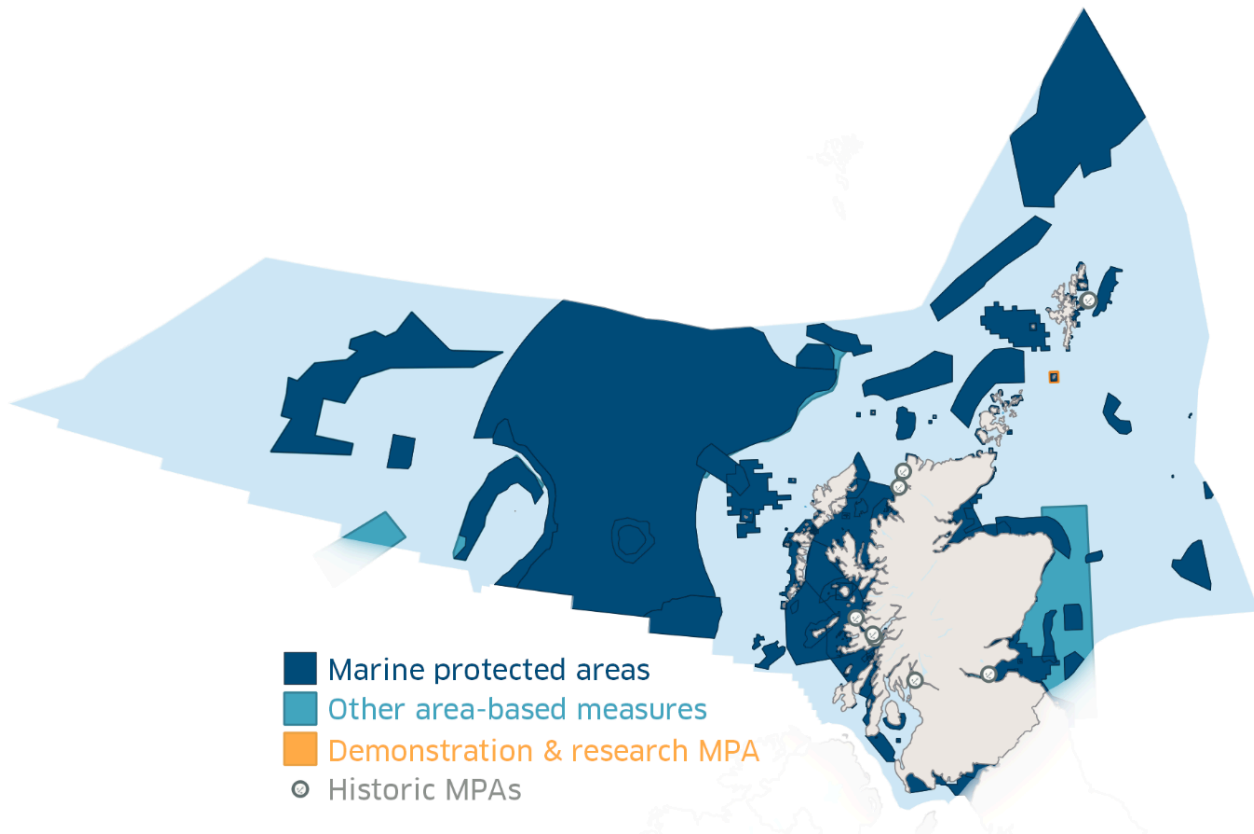 Marine protected areas
Other area-based measures
Demonstration & research MPA
Historic MPAs